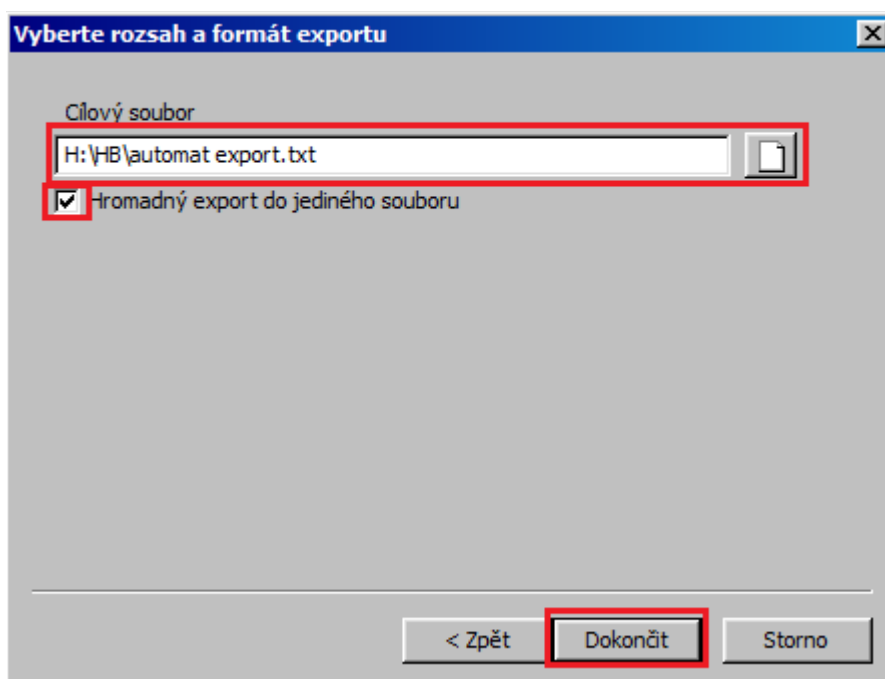 Vyberte rozsah a formát exportu
Cílový soubor
H:\HB\automat export.txt
Hromadný export do jediného souboru
< Zpět
Dokončit
Storno